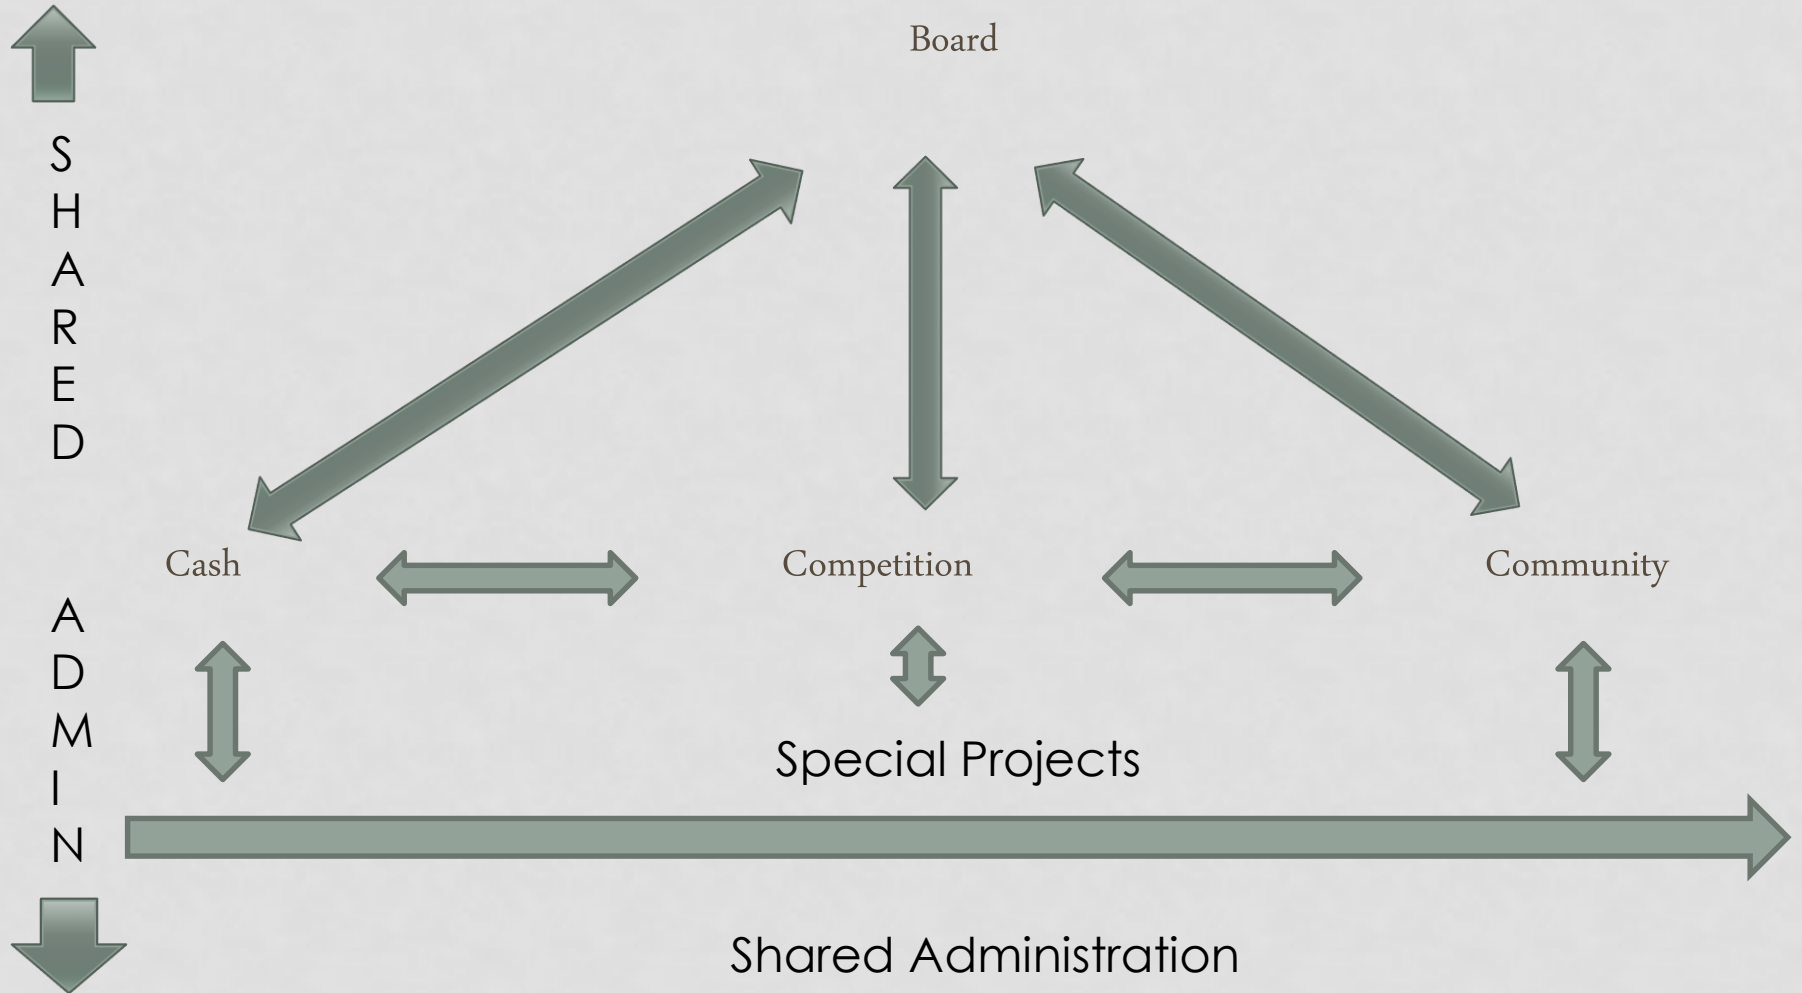 Board
S
H
A
R
E
D
A
D
M
I
N
Cash
Competition
Community
Special Projects
Shared Administration